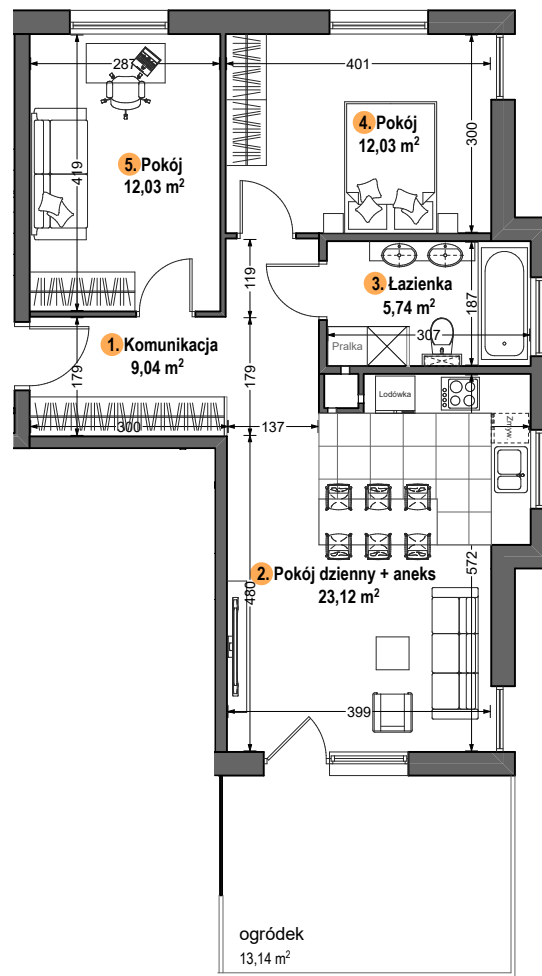 287
401
419
300
5. Pokój
12,03 m²
4. Pokój
12,03 m²
119
3. Łazienka
5,74 m²
187
307
Pralka
1. Komunikacja
9,04 m²
179
179
300
137
Lodówka
Zmyw.
2. Pokój dzienny + aneks
23,12 m²
480
572
399
ogródek
13,14 m²